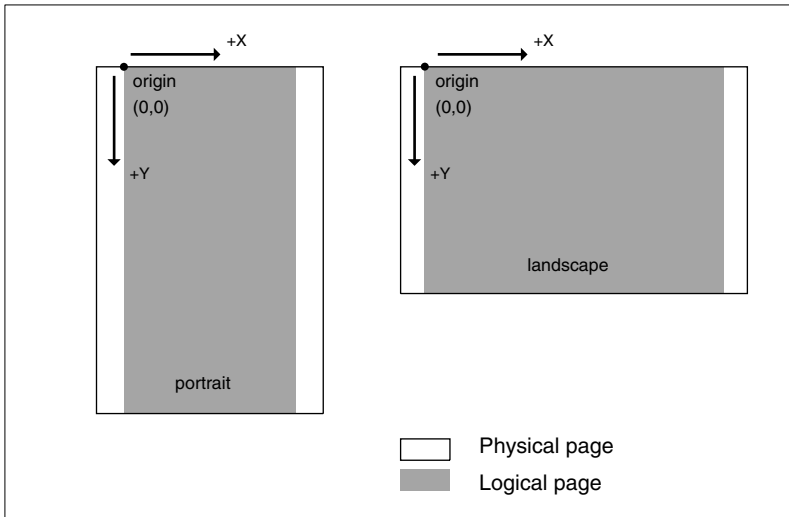 +X
origin
(0,0)
+Y
portrait
+X
origin
(0,0)
+Y
landscape
Physical page
Logical page